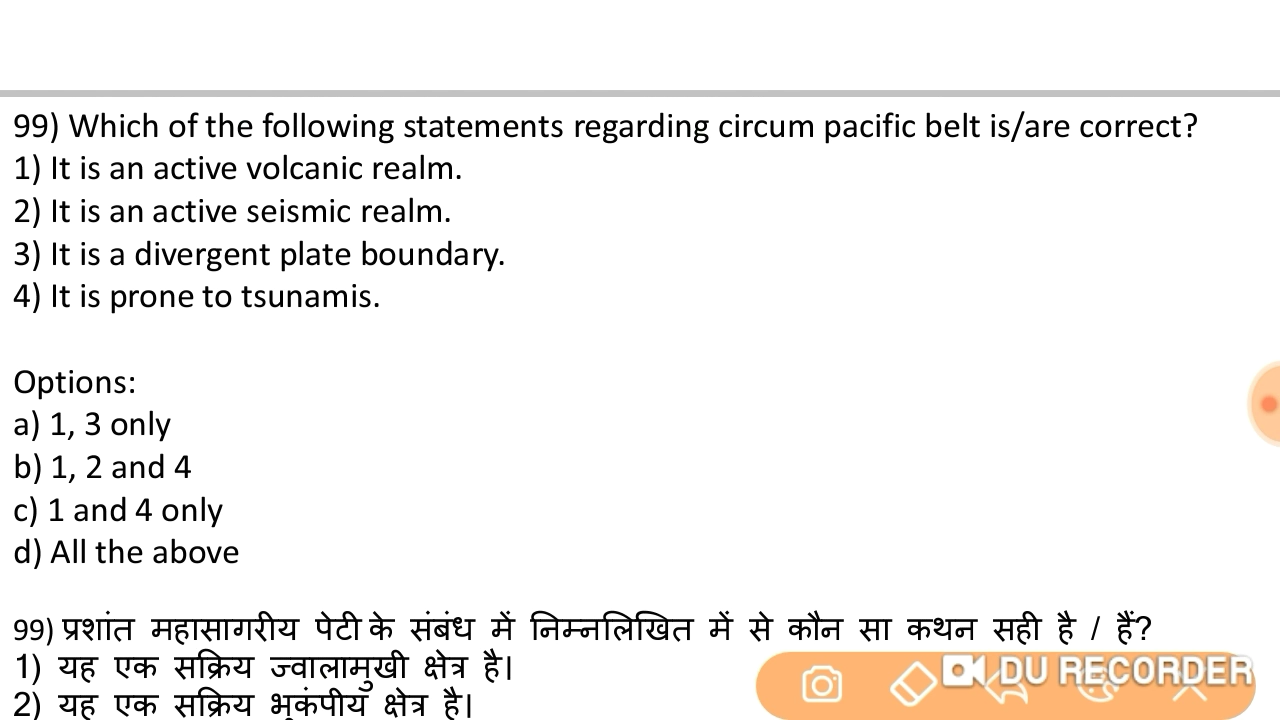 99) Which of the following statements regarding circum pacific belt is/are correct?
1) It is an active volcanic realm.
2) It is an active seismic realm.
3) It is a divergent plate boundary.
4) It is prone to tsunamis.
Options:
a) 1, 3 only
b) 1, 2 and 4
c) 1 and 4 only
d) All the above
99) प्रशांत महासागरीय पेटी के संबंध में निम्नलिखित में से कौन सा कथन सही है / हैं?
1) यह एक सक्रिय ज्वालामुखी क्षेत्र है।
2) यह एक सक्रिय भूकंपीय क्षेत्र है।
DU RECORDER